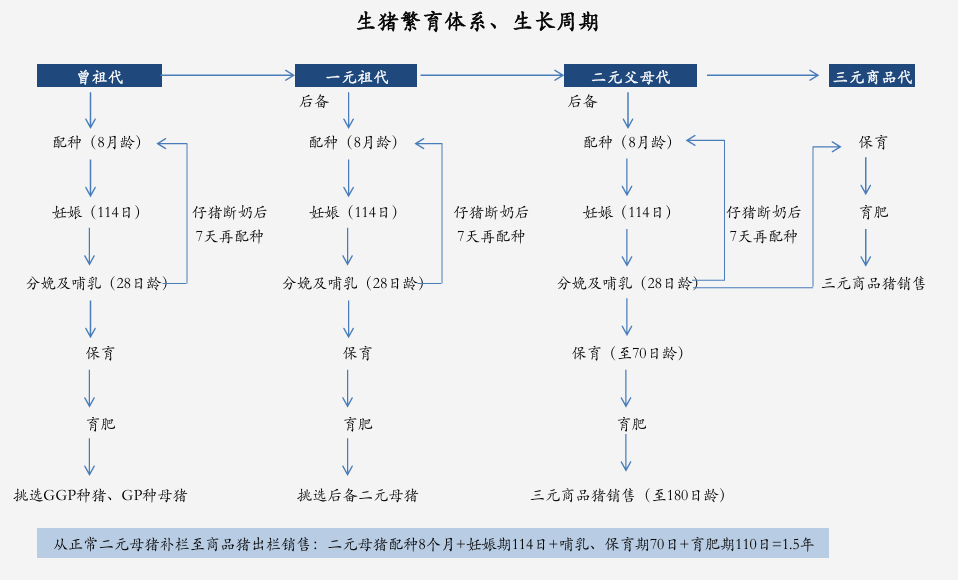 生猪繁育体系、生长周期
曾祖代
一元祖代
二元父母代
三元商品代
后备
后备
配种（8月龄）
配种（8月龄）
配种（8月龄）
保育
妊娠（114日）
仔猪断奶后
7天再配种
妊娠（114日）
仔猪断奶后
7天再配种
妊娠（114日）
仔猪断奶后
7天再配种
育肥
分娩及哺乳（28日龄）
分娩及哺乳（28日龄）
分娩及哺乳（28日龄）
三元商品猪销售
保育
保育
保育（至70日龄）
育肥
育肥
育肥
挑选GGP种猪、GP种母猪
挑选后备二元母猪
三元商品猪销售（至180日龄）
从正常二元母猪补栏至商品猪出栏销售：二元母猪配种8个月+妊娠期114日+哺乳、保育期70日+育肥期110日=1.5年